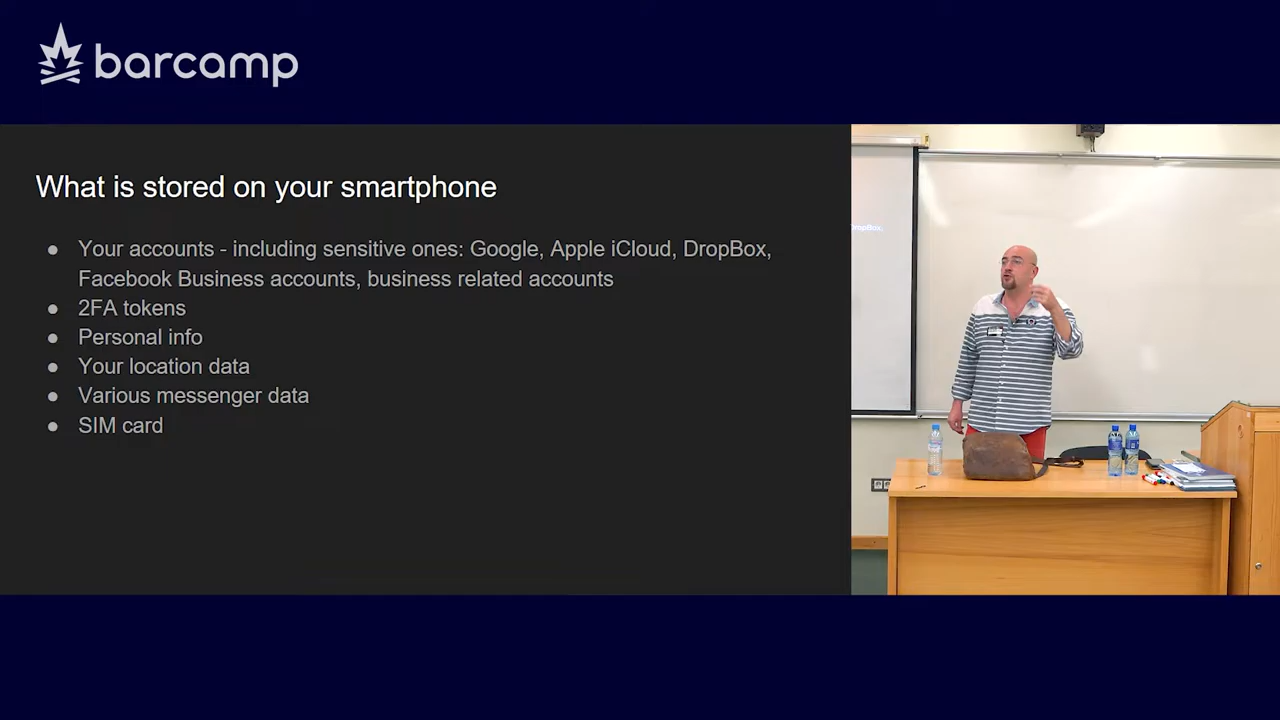 barcamp
What is stored on your smartphone
● Your accounts - including sensitive ones: Google, Apple iCloud, DropBox,
Facebook Business accounts, business related accounts
● 2FA tokens
● Personal info
● Your location data
● Various messenger data
● SIM card
DropBox,